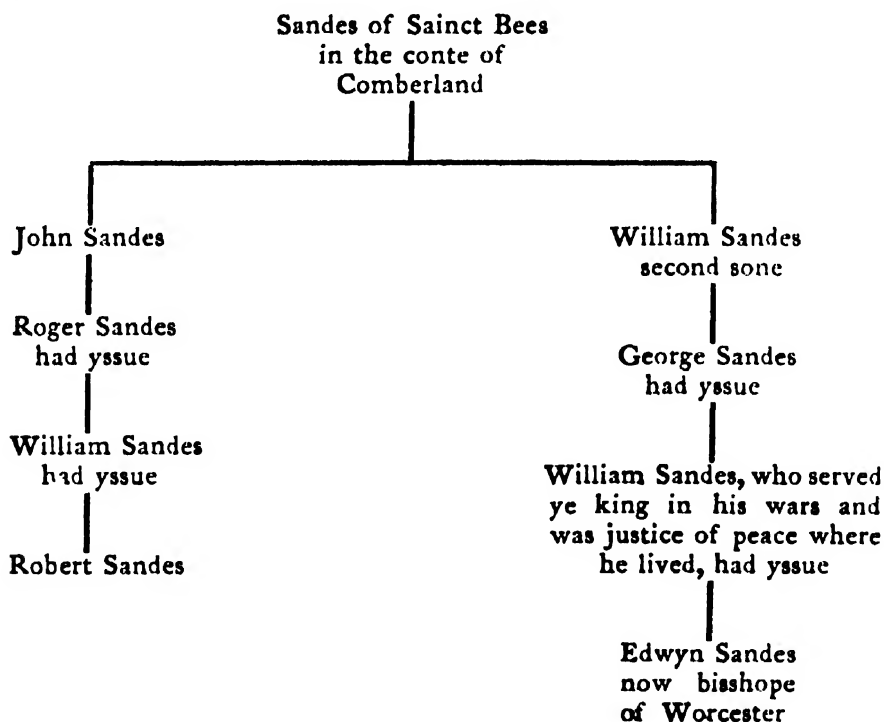 Sandes of Sainct Bees
in the conte of
Comberland
John Sandes
Roger Sandes
had yssue
William Sandes
had yssue
Robert Sandes
William Sandes
second sone
George Sandes
had yssue
William Sandes, who served
ye king in his wars and
was justice of peace where
he lived, had yssue
Edwyn Sandes
now bisshope
of Worcester